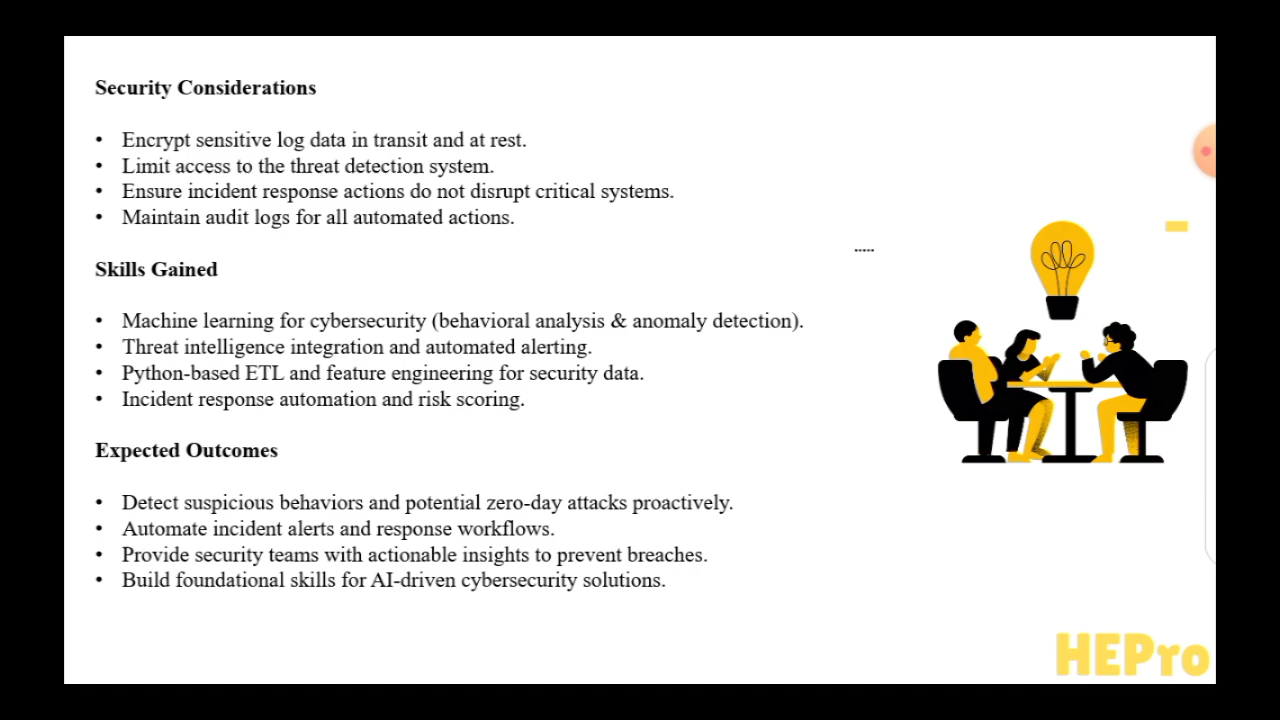 Security Considerations
• Encrypt sensitive log data in transit and at rest.
• Limit access to the threat detection system.
• Ensure incident response actions do not disrupt critical systems.
• Maintain audit logs for all automated actions.
Skills Gained
• Machine learning for cybersecurity (behavioral analysis & anomaly detection).
• Threat intelligence integration and automated alerting.
• Python-based ETL and feature engineering for security data.
• Incident response automation and risk scoring.
Expected Outcomes
• Detect suspicious behaviors and potential zero-day attacks proactively.
• Automate incident alerts and response workflows.
• Provide security teams with actionable insights to prevent breaches.
• Build foundational skills for AI-driven cybersecurity solutions.
HEPro